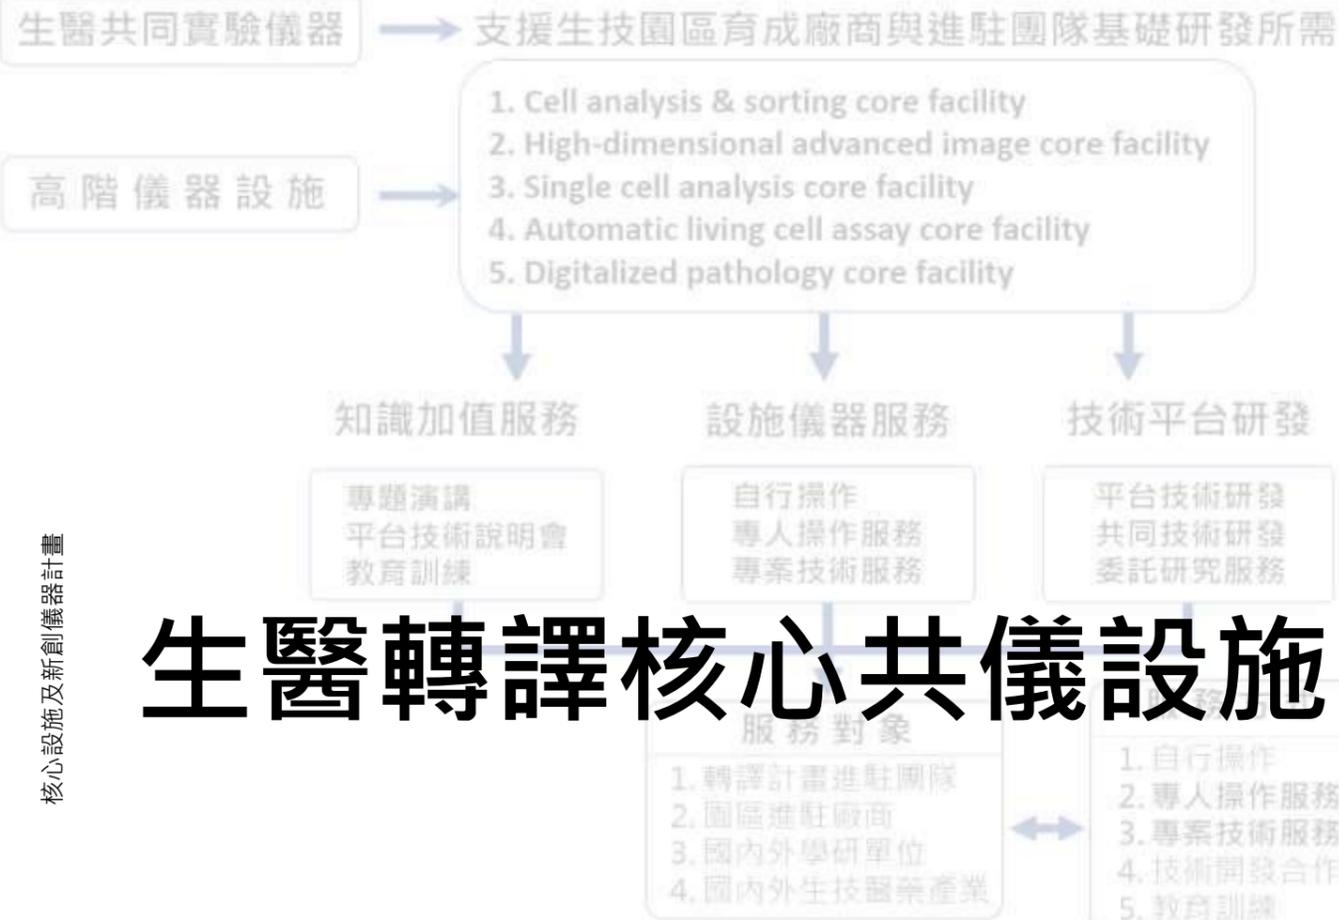 生醫共同實驗儀器
支援生技園區育成廠商與進駐團隊基礎研發所需
高階儀器設施
1. Cell analysis & sorting core facility
2. High-dimensional advanced image core facility
3. Single cell analysis core facility
4. Automatic living cell assay core facility
5. Digitalized pathology core facility
知識加值服務
專題演講
平台技術說明會
教育訓練
設施儀器服務
自行操作
專人操作服務
專案技術服務
技術平台研發
平台技術研發
共同技術研發
委託研究服務
核心設施及新創儀器計畫
生醫轉譯核心共儀設施
服務對象
1. 轉譯計畫進駐團隊
2. 園區進駐廠商
3. 國內外學研單位
4. 國內外生技醫藥產業
1. 自行操作
2. 專人操作服務
3. 專案技術服務
4. 技術開發合作
5. 教育訓練